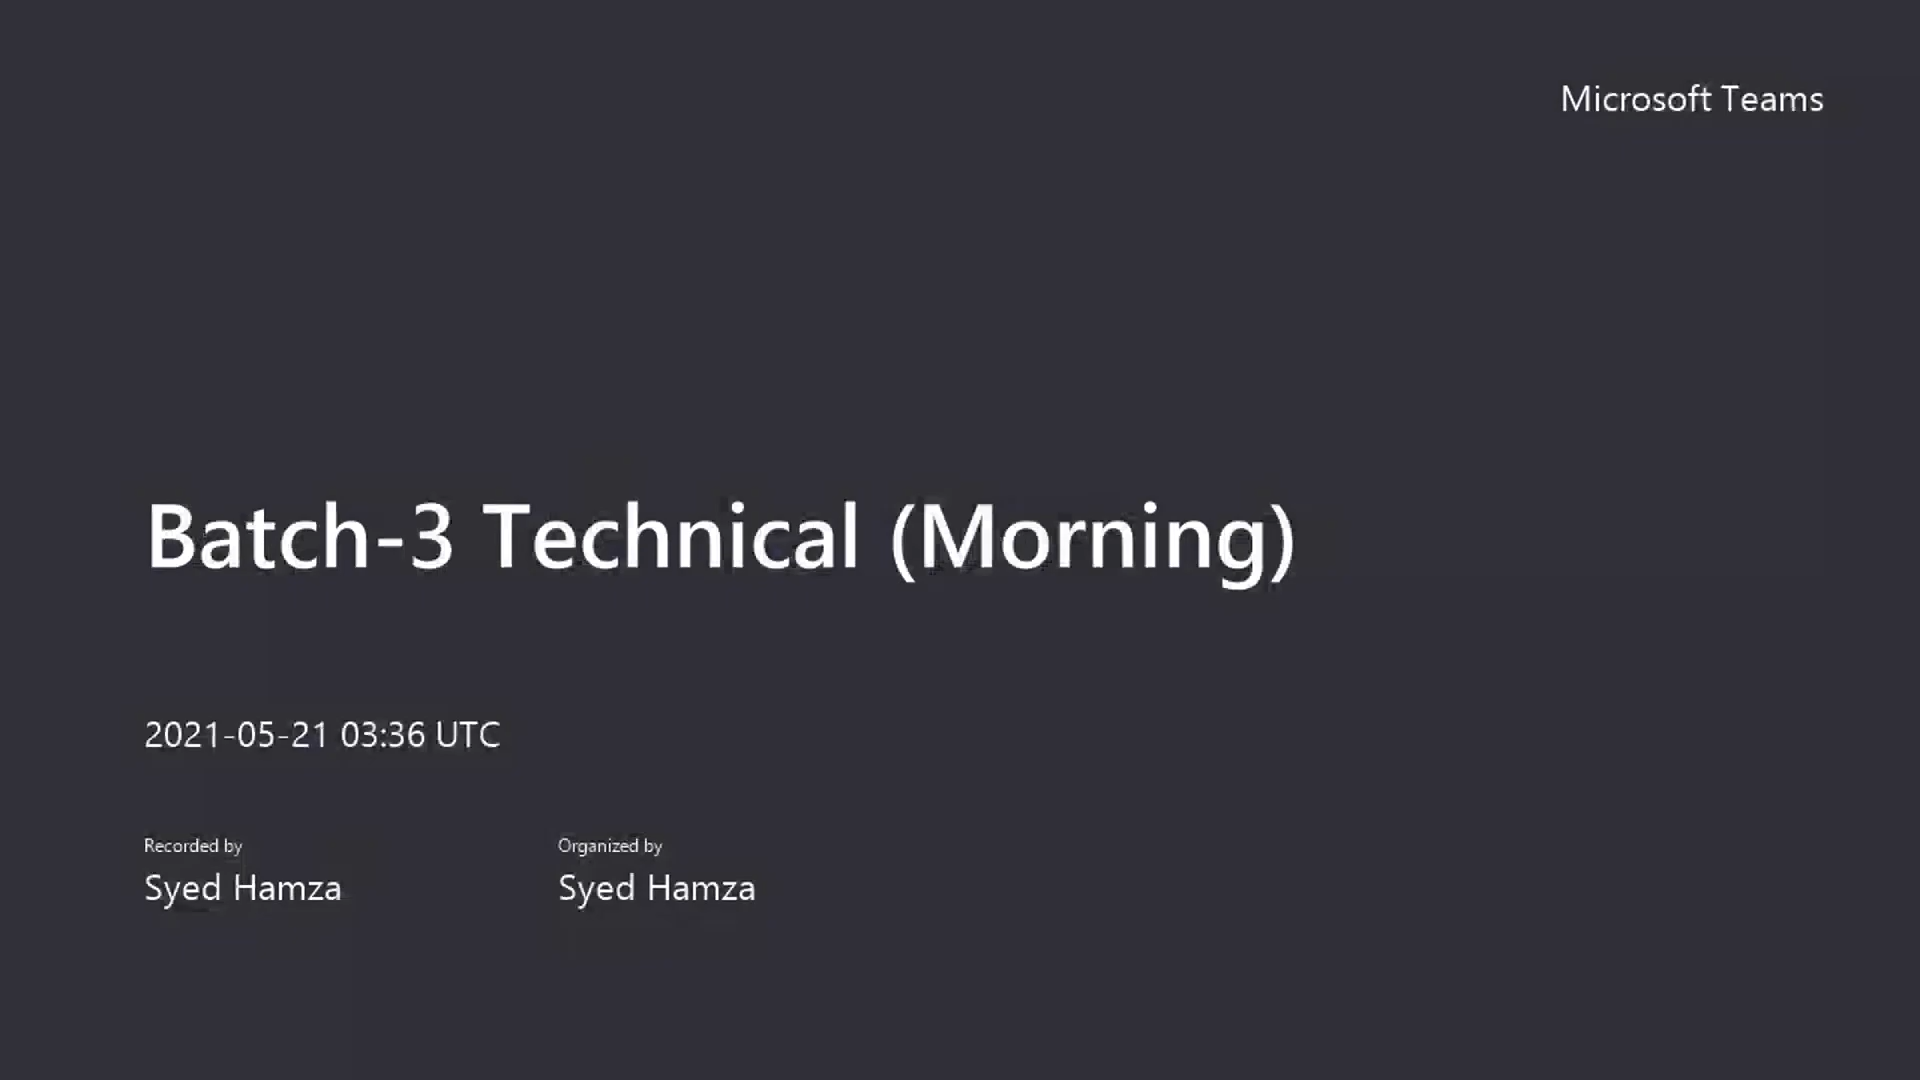 Microsoft Teams
Batch-3 Technical (Morning)
2021-05-21 03:36 UTC
Recorded by
Syed Hamza
Organized by
Syed Hamza